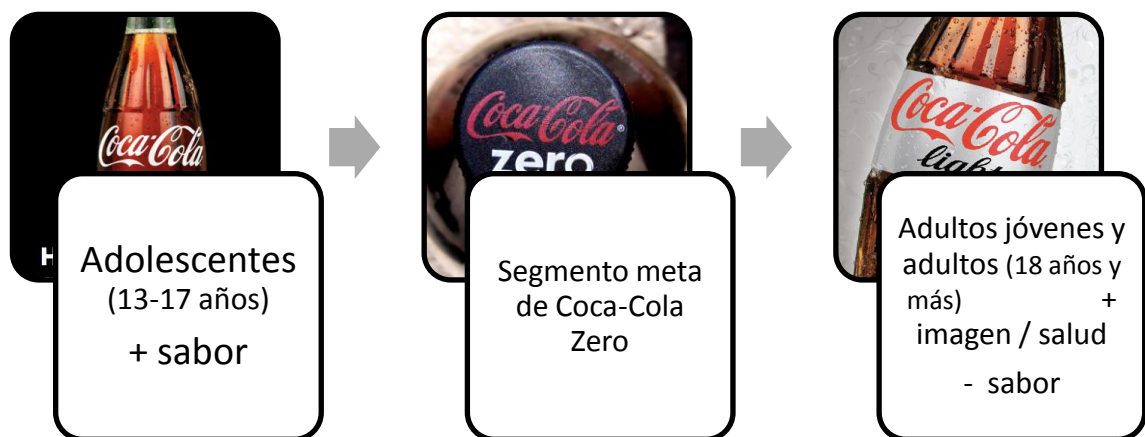 Coca-Cola
H
Adolescentes
(13-17 años)
+ sabor
Coca-Cola®
zero
Segmento meta
de Coca-Cola
Zero
Coca-Cola
light
Adultos jóvenes y
adultos (18 años y
más) +
imagen / salud
- sabor